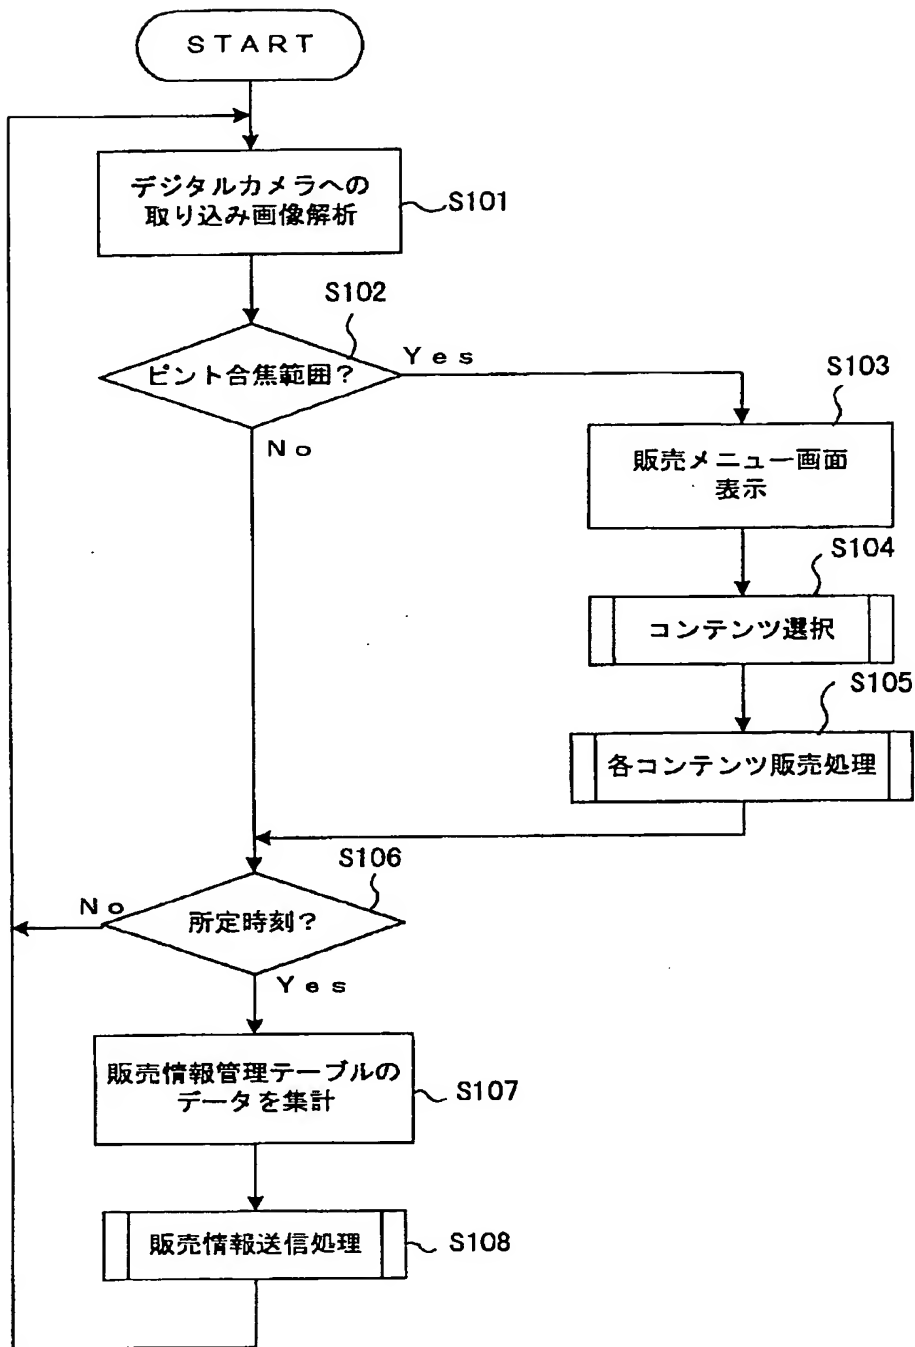 START
デジタルカメラへの
取り込み画像解析
S101
S102
ピント合焦範囲?
Yes
No
S103
販売メニュー画面
表示
S104
コンテンツ選択
S105
各コンテンツ販売処理
S106
所定時刻?
No
Yes
販売情報管理テーブルの
データを集計
S107
販売情報送信処理
S108